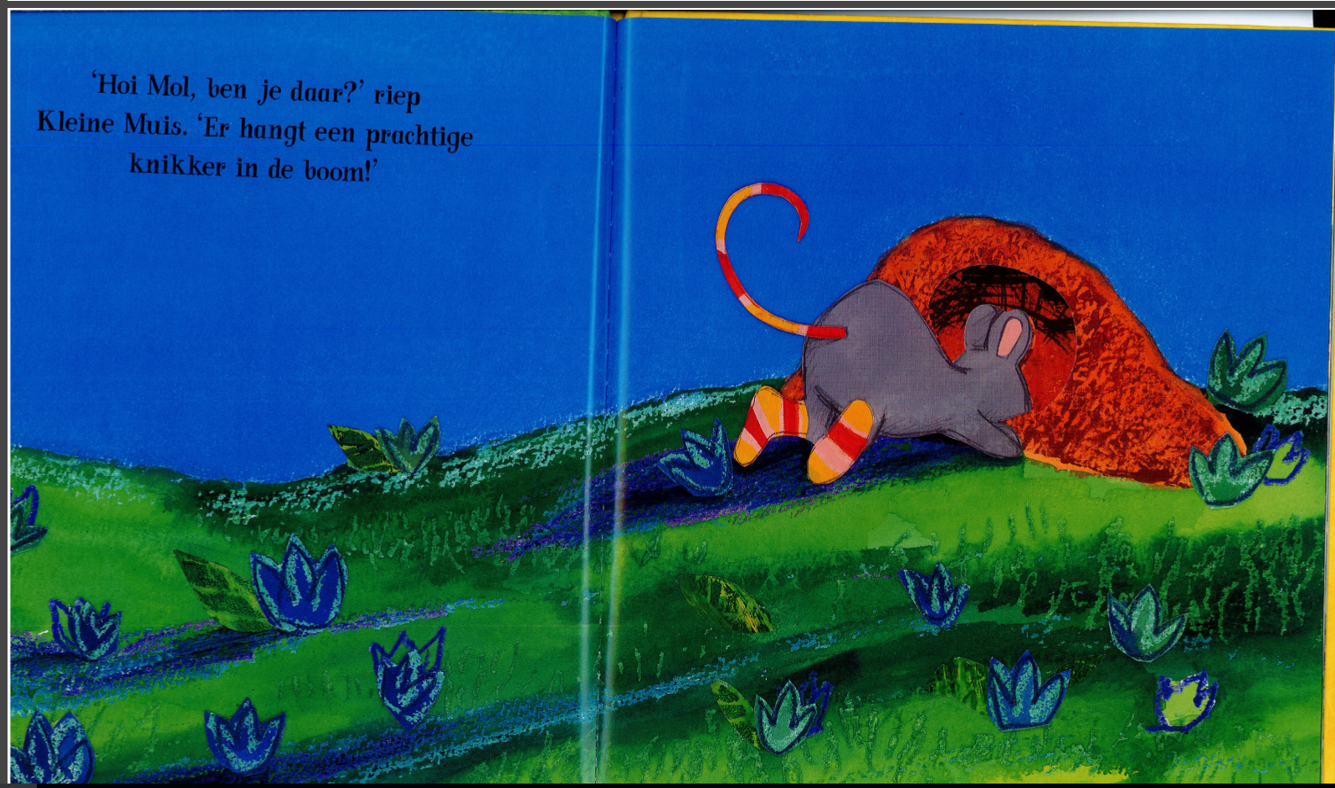 ‘Hoi Mol, ben je daar?’ riep
Kleine Muis. ‘Er hangt een prachtige
knikker in de boom!’